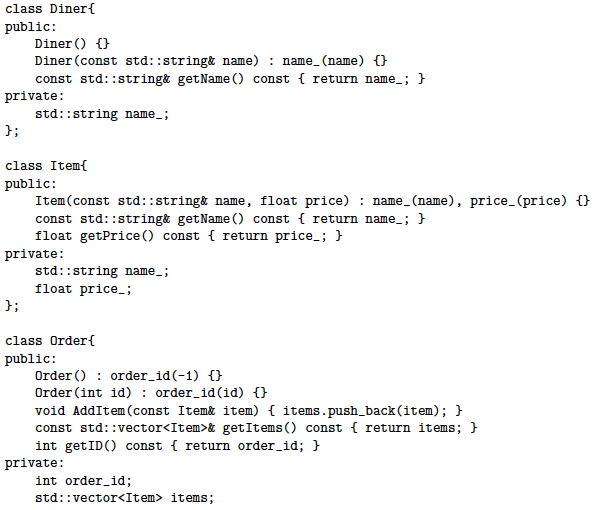 class Diner{
public:
    Diner() {}
    Diner(const std::string& name) : name_(name) {}
    const std::string& getName() const { return name_; }
private:
    std::string name_;
};

class Item{
public:
    Item(const std::string& name, float price) : name_(name), price_(price) {}
    const std::string& getName() const { return name_; }
    float getPrice() const { return price_; }
private:
    std::string name_;
    float price_;
};

class Order{
public:
    Order() : order_id(-1) {}
    Order(int id) : order_id(id) {}
    void AddItem(const Item& item) { items.push_back(item); }
    const std::vector<Item>& getItems() const { return items; }
    int getID() const { return order_id; }
private:
    int order_id;
    std::vector<Item> items;